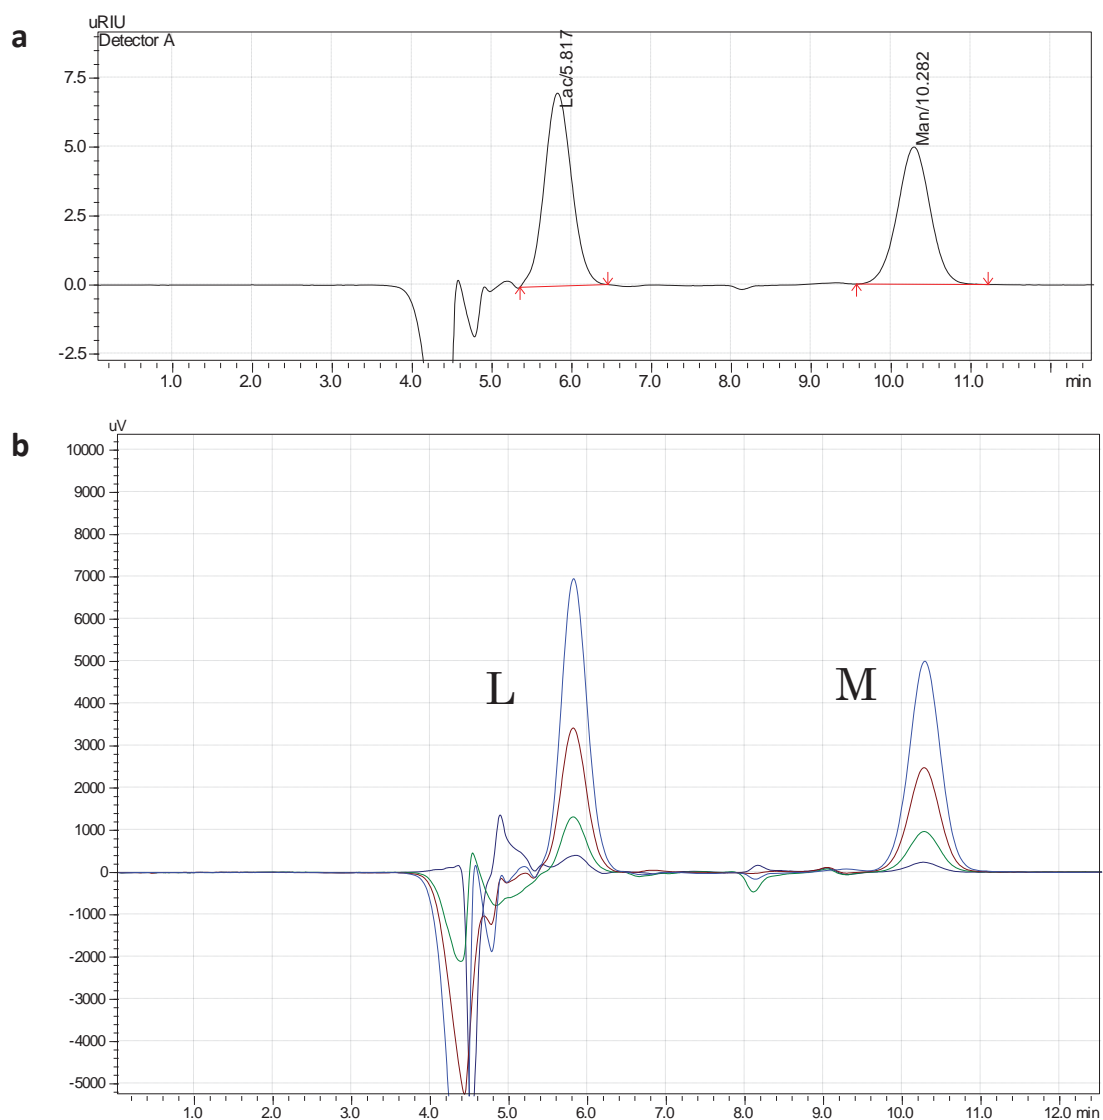 a
uRIU
Detector A
Lac/5.817
Man/10.282
7.5
5.0
2.5
0.0
-2.5
1.0 2.0 3.0 4.0 5.0 6.0 7.0 8.0 9.0 10.0 11.0 min
b
uV
10000
9000
8000
7000
6000
5000
4000
3000
2000
1000
0
-1000
-2000
-3000
-4000
-5000
L
M
1.0 2.0 3.0 4.0 5.0 6.0 7.0 8.0 9.0 10.0 11.0 12.0 min